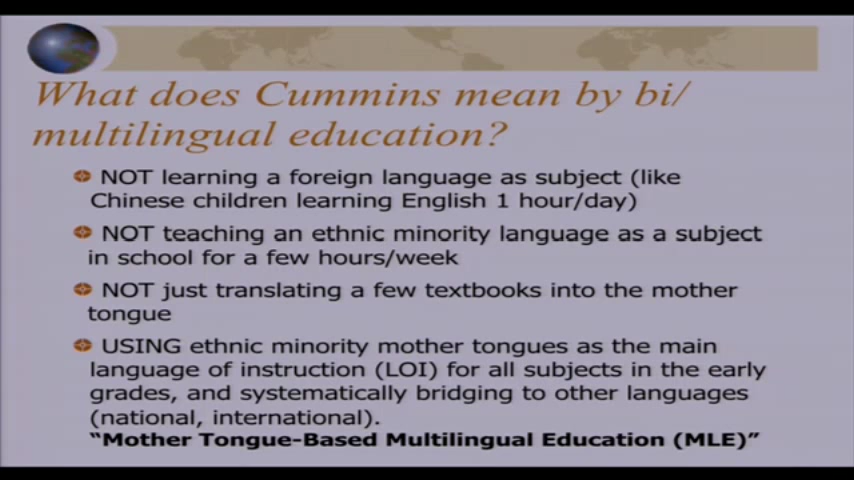 What does Cummins mean by bi/
multilingual education?
NOT learning a foreign language as subject (like
Chinese children learning English 1 hour/day)
NOT teaching an ethnic minority language as a subject
in school for a few hours/week
NOT just translating a few textbooks into the mother
tongue
USING ethnic minority mother tongues as the main
language of instruction (LOI) for all subjects in the early
grades, and systematically bridging to other languages
(national, international).
“Mother Tongue-Based Multilingual Education (MLE)”